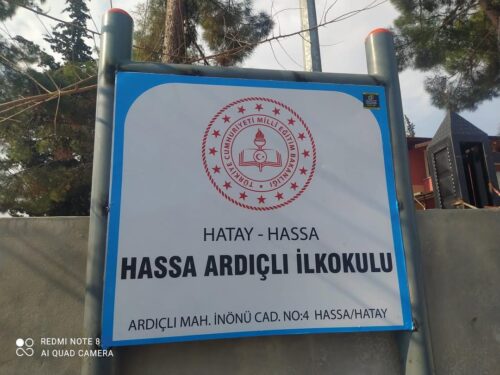 TÜRKİYE CUMHURİYETİ MİLLÎ EĞİTİM BAKANLIĞI
HATAY - HASSA
HASSA ARDIÇLI İLKOKULU
ARDIÇLI MAH. İNÖNÜ CAD. NO:4 HASSA/HATAY
REDMI NOTE 8
AI QUAD CAMERA